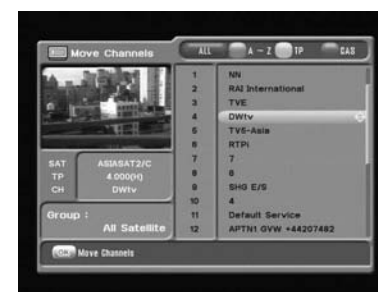 Move Channels
ALL A ~ Z TP CAS
1 NN
2 RAI International
3 TVE
4 DWtv
5 TV5-Asia
6 RTPi
7 7
8 8
9 SHG E/S
10 4
11 Default Service
12 APTN1 GVW +44207482
SAT ASIASAT2/C
TP 4.000(H)
CH DWtv
Group :
All Satellite
OK Move Channels